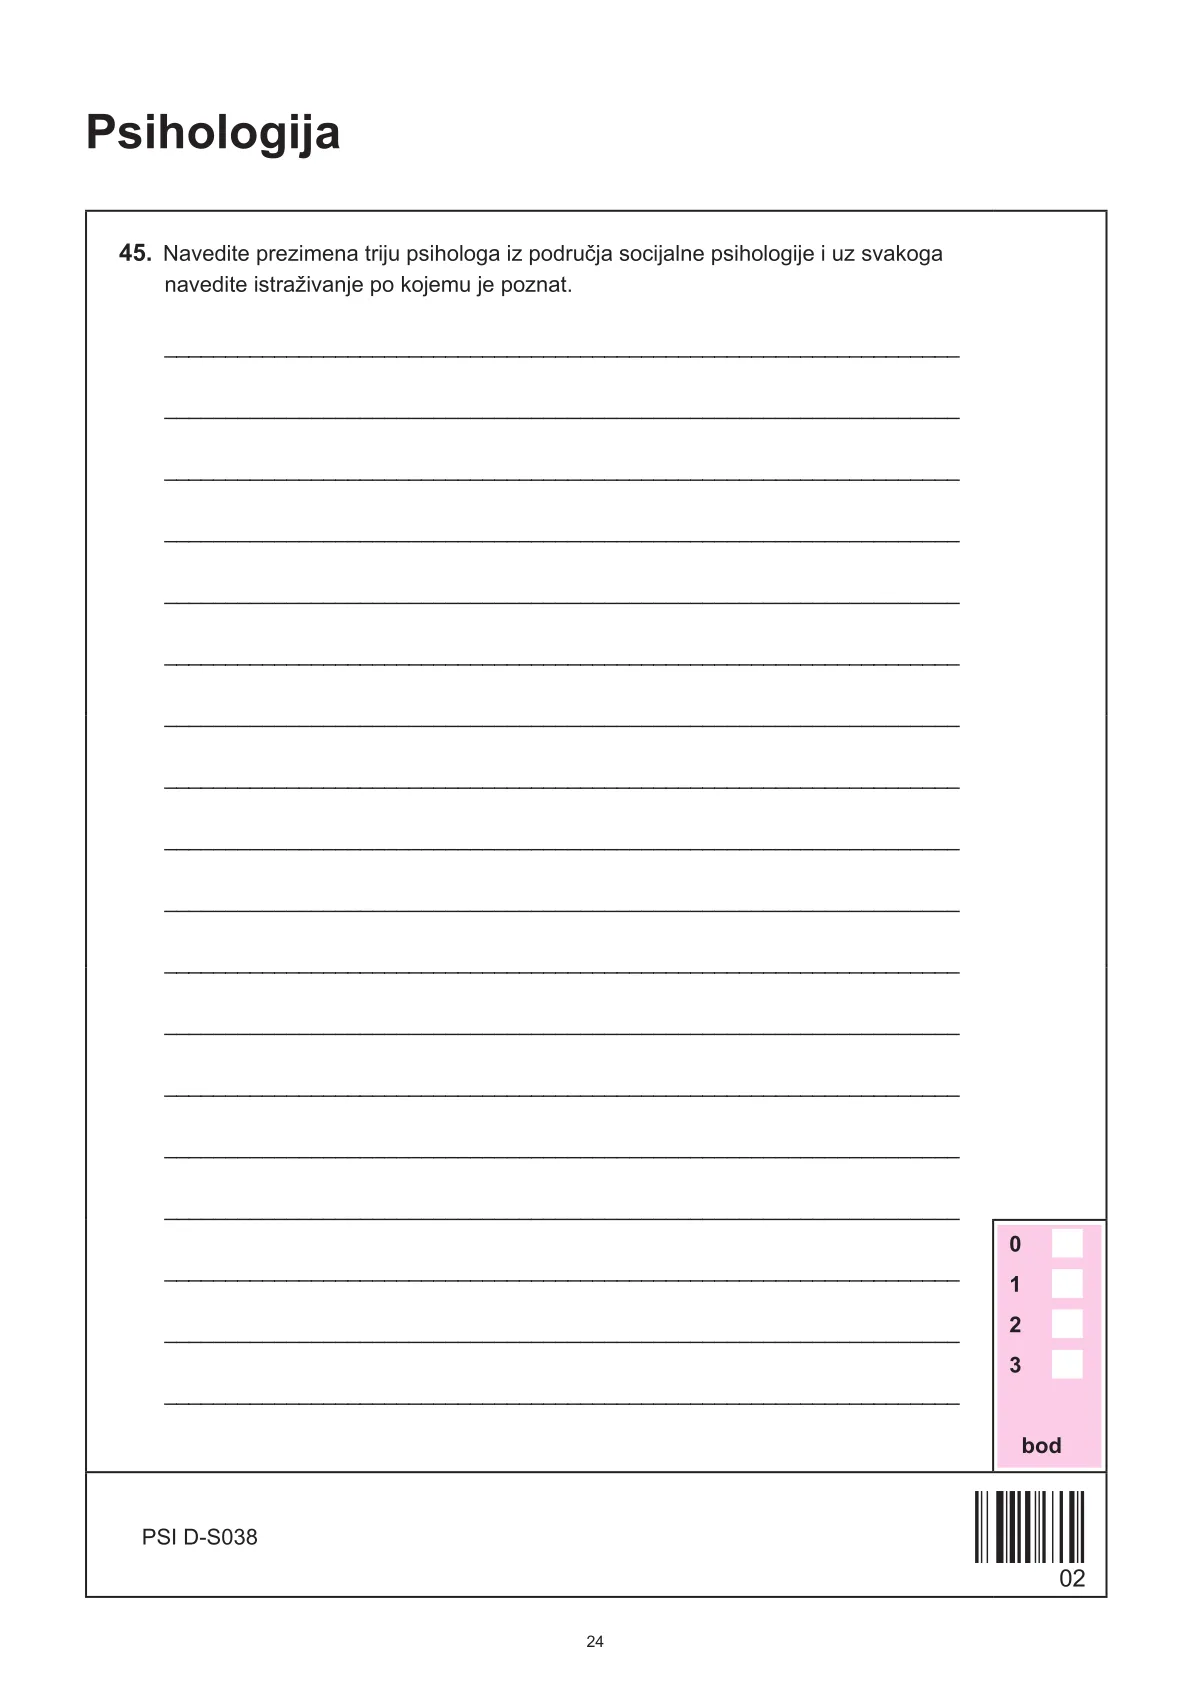 Psihologija
45. Navedite prezimena triju psihologa iz područja socijalne psihologije i uz svakoga
navedite istraživanje po kojemu je poznat.
0
1
2
3
bod
PSI D-S038
02
24